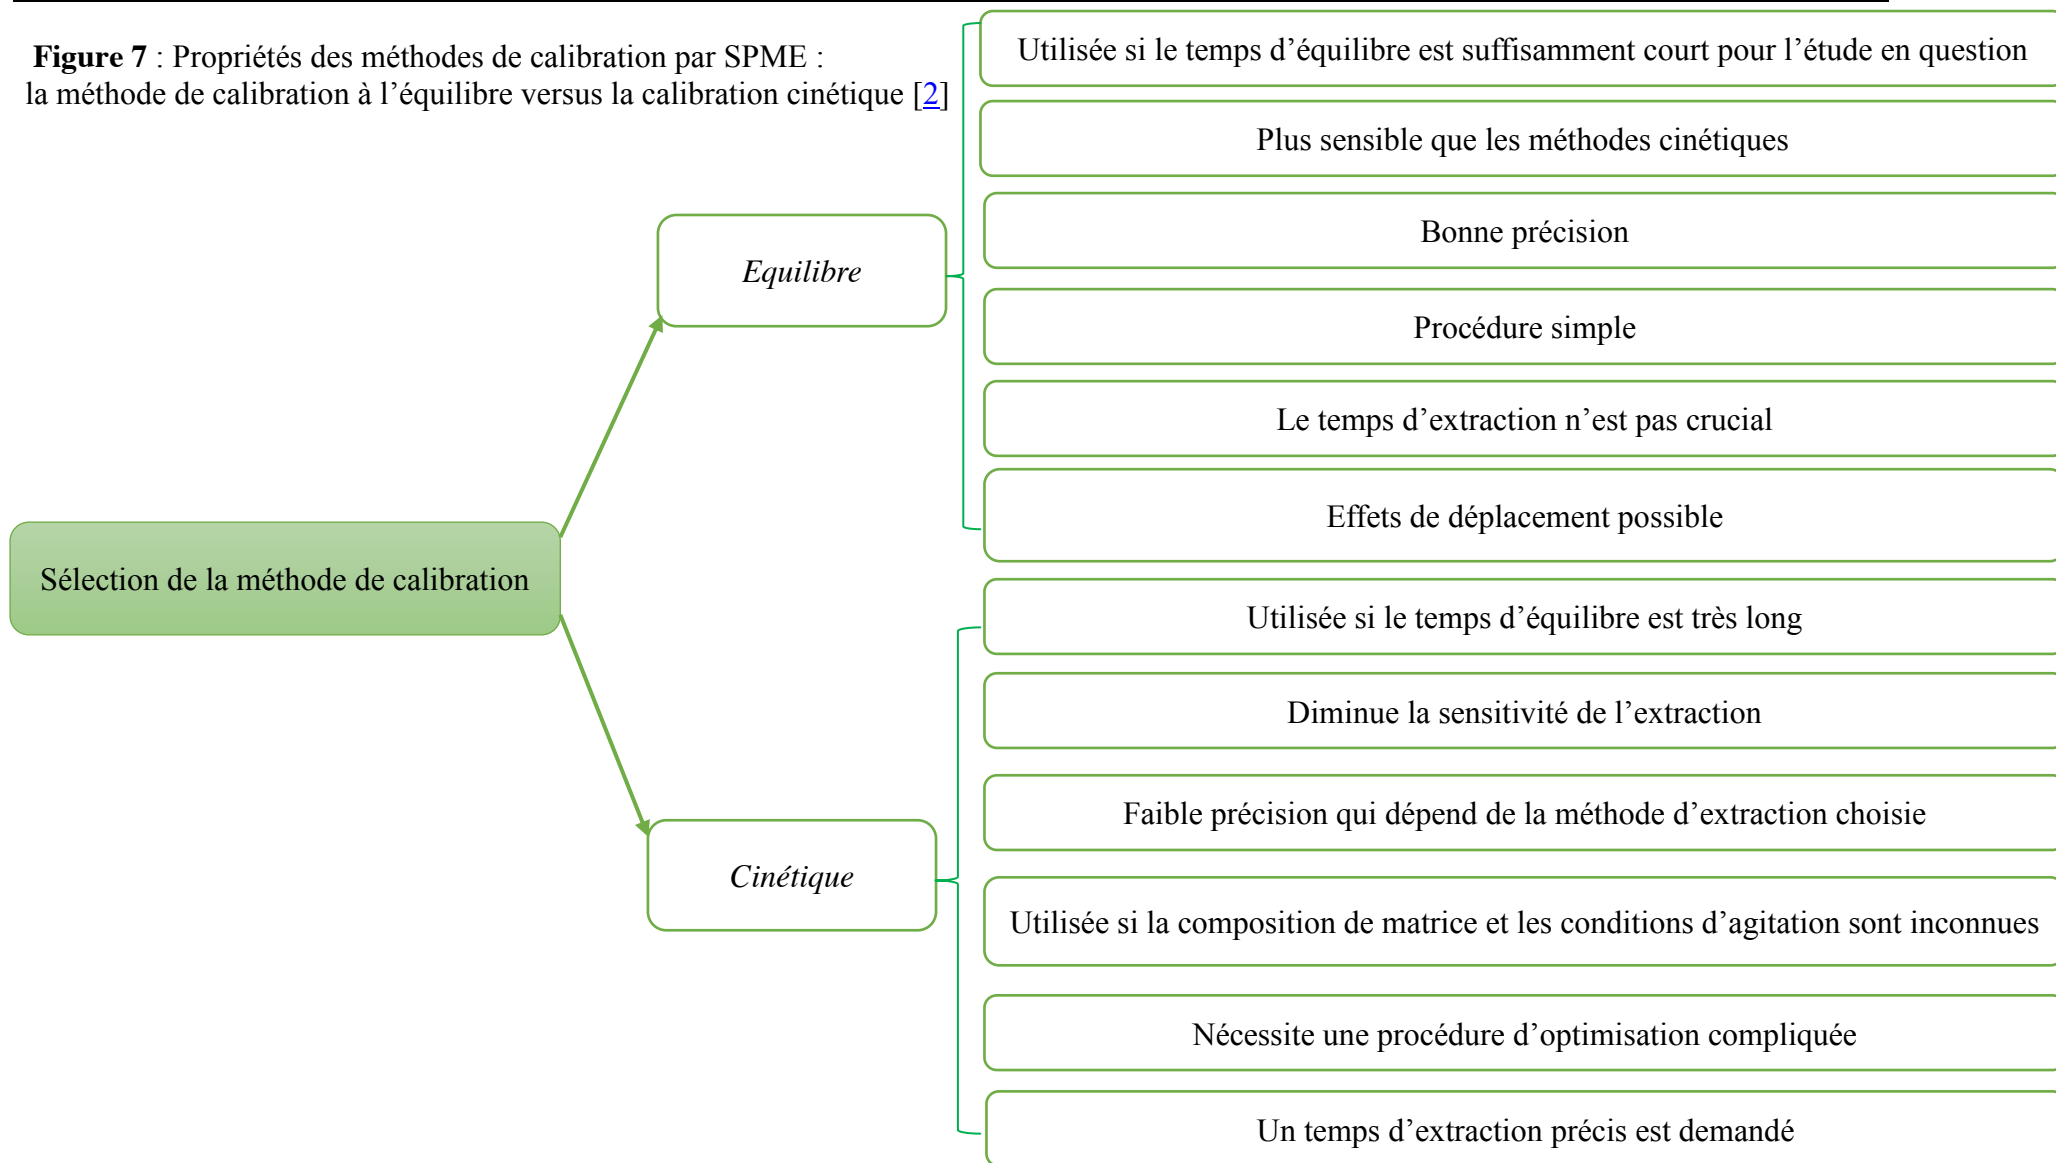 Figure 7 : Propriétés des méthodes de calibration par SPME :
la méthode de calibration à l’équilibre versus la calibration cinétique [2]
Sélection de la méthode de calibration
Equilibre
Utilisée si le temps d’équilibre est suffisamment court pour l’étude en question
Plus sensible que les méthodes cinétiques
Bonne précision
Procédure simple
Le temps d’extraction n’est pas crucial
Effets de déplacement possible
Cinétique
Utilisée si le temps d’équilibre est très long
Diminue la sensitivité de l’extraction
Faible précision qui dépend de la méthode d’extraction choisie
Utilisée si la composition de matrice et les conditions d’agitation sont inconnues
Nécessite une procédure d’optimisation compliquée
Un temps d’extraction précis est demandé